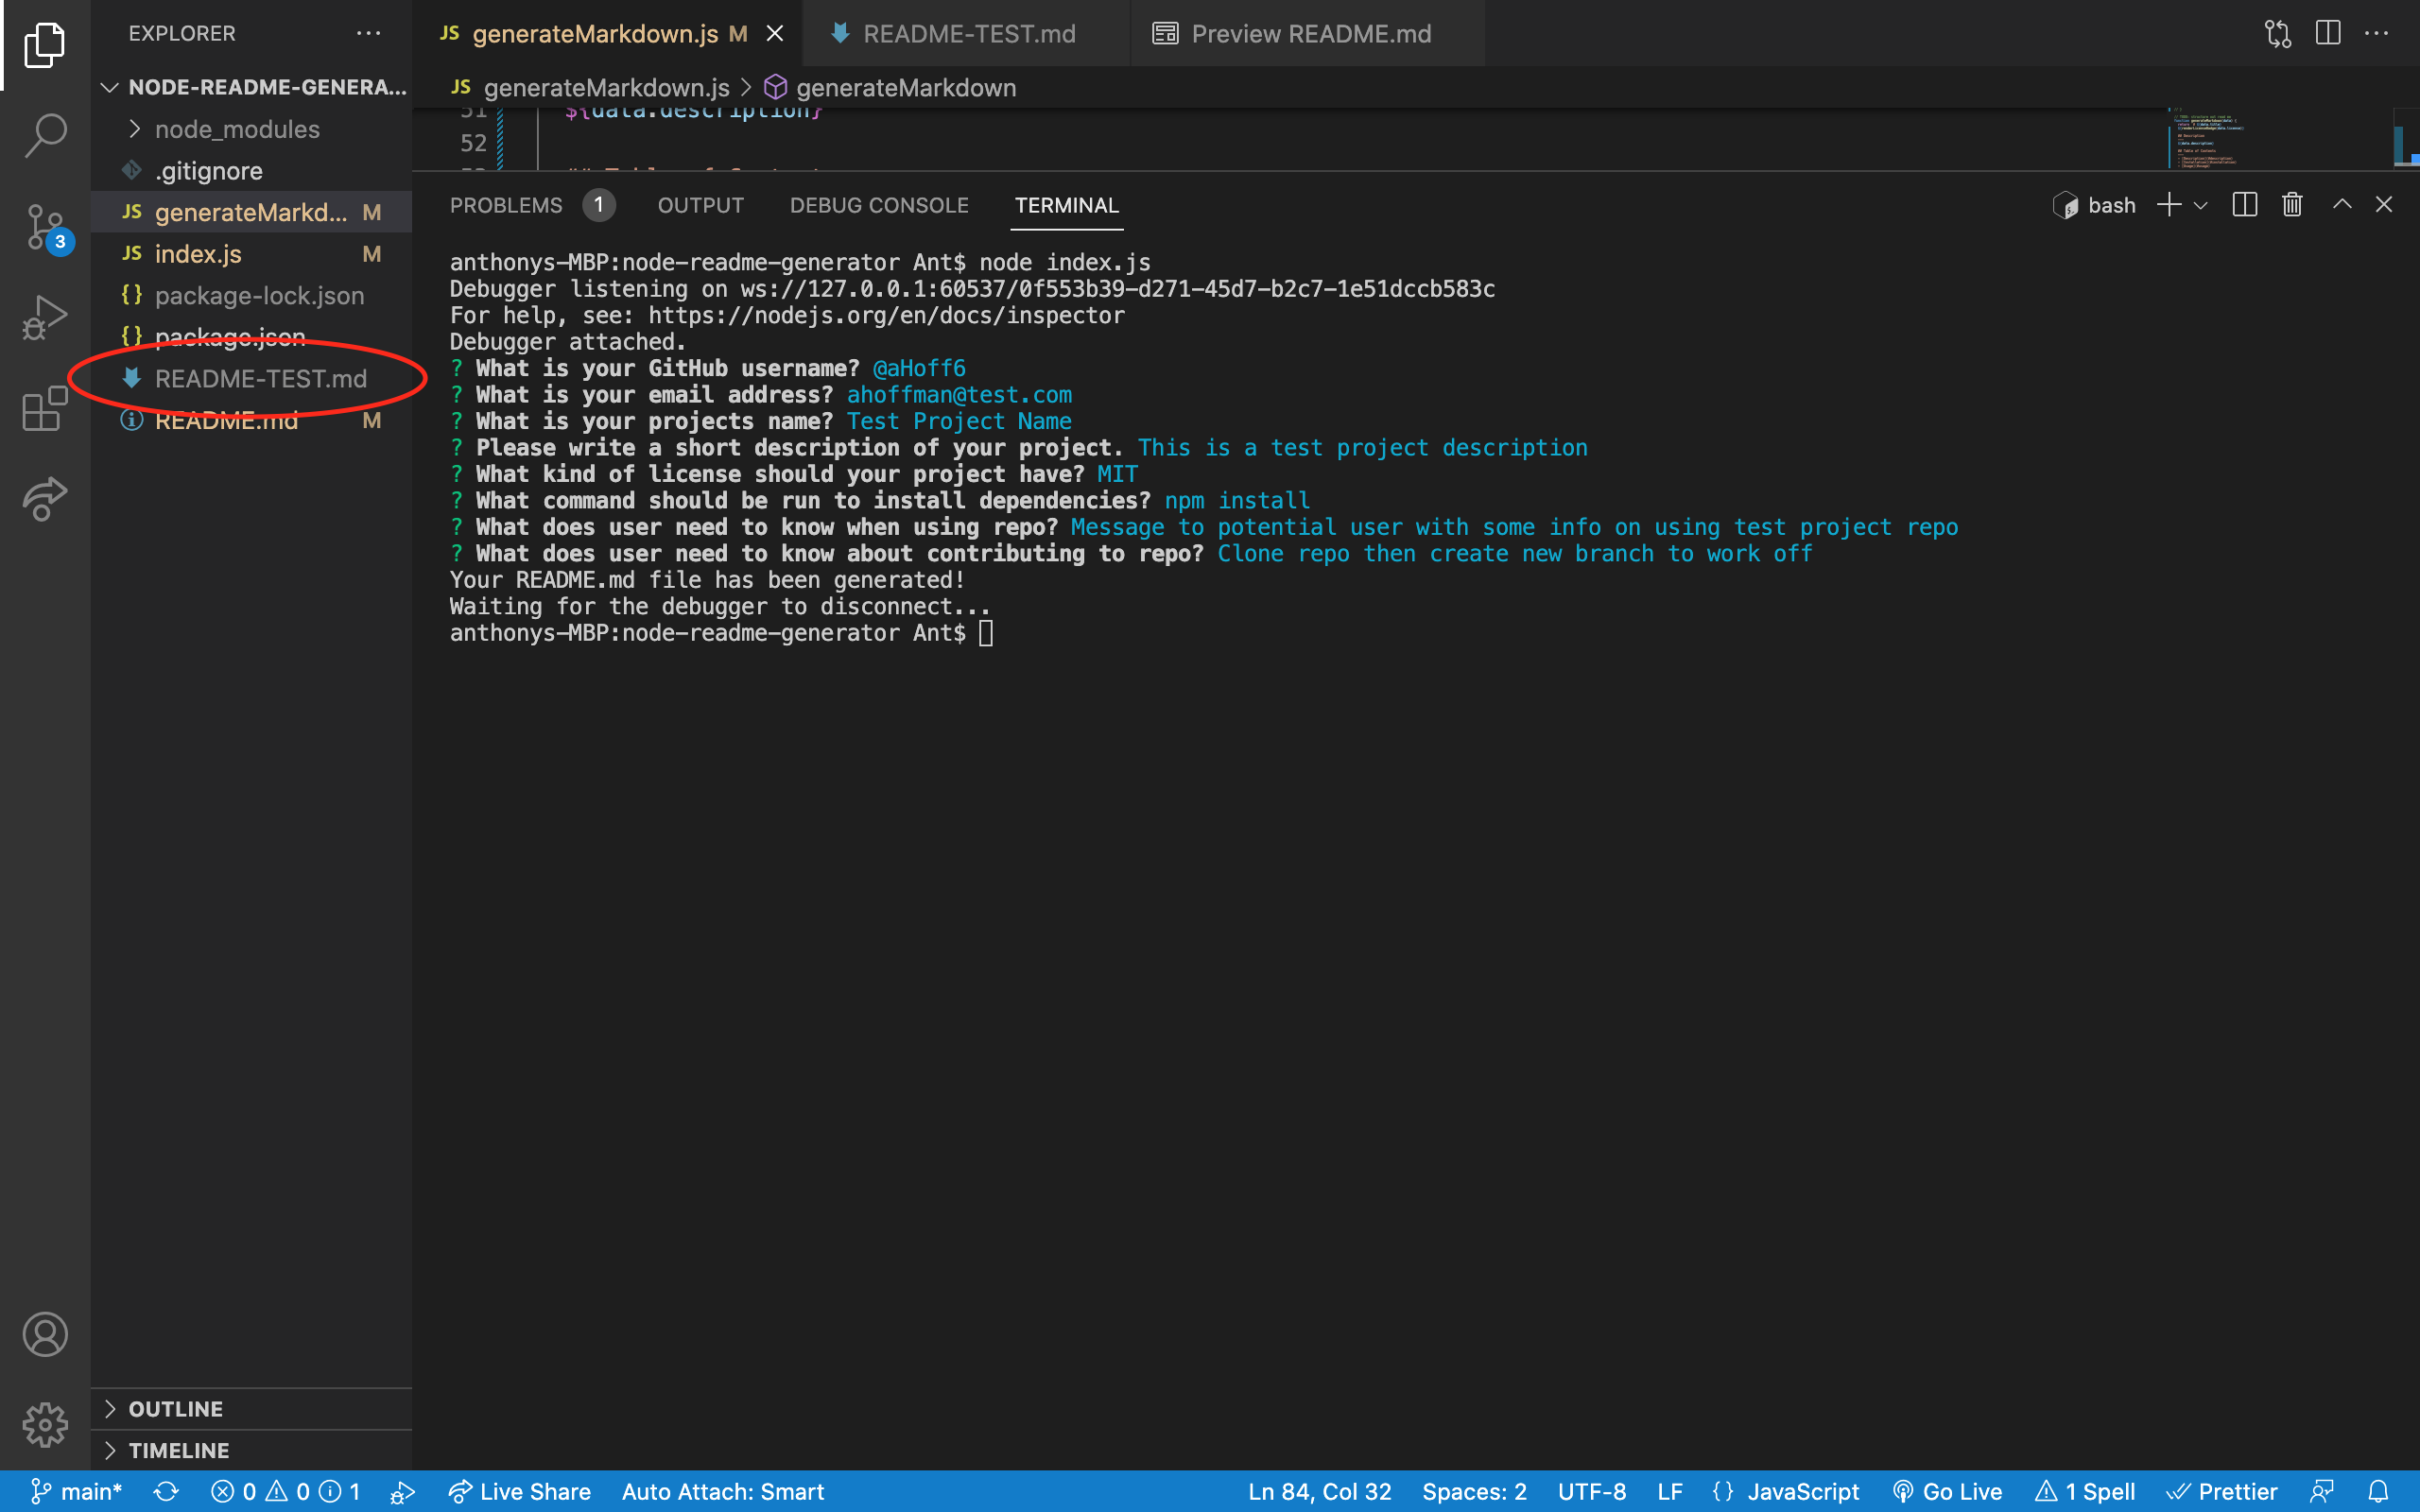 EXPLORER
NODE-README-GENERA...
node_modules
.gitignore
JS generateMarkd... M
JS index.js M
{} package-lock.json
{} package.json
README-TEST.md
README.md M
3
OUTLINE
TIMELINE
JS generateMarkdown.js M
README-TEST.md
Preview README.md
JS generateMarkdown.js > generateMarkdown
51 ${data.description}
52
53 ## Table of Contents
PROBLEMS 1 OUTPUT DEBUG CONSOLE TERMINAL
bash
anthonys-MBP:node-readme-generator Ant$ node index.js
Debugger listening on ws://127.0.0.1:60537/0f553b39-d271-45d7-b2c7-1e51dccb583c
For help, see: https://nodejs.org/en/docs/inspector
Debugger attached.
? What is your GitHub username? @aHoff6
? What is your email address? ahoffman@test.com
? What is your projects name? Test Project Name
? Please write a short description of your project. This is a test project description
? What kind of license should your project have? MIT
? What command should be run to install dependencies? npm install
? What does user need to know when using repo? Message to potential user with some info on using test project repo
? What does user need to know about contributing to repo? Clone repo then create new branch to work off
Your README.md file has been generated!
Waiting for the debugger to disconnect...
anthonys-MBP:node-readme-generator Ant$
main* 0 0 1 Live Share Auto Attach: Smart Ln 84, Col 32 Spaces: 2 UTF-8 LF {} JavaScript Go Live 1 Spell Prettier